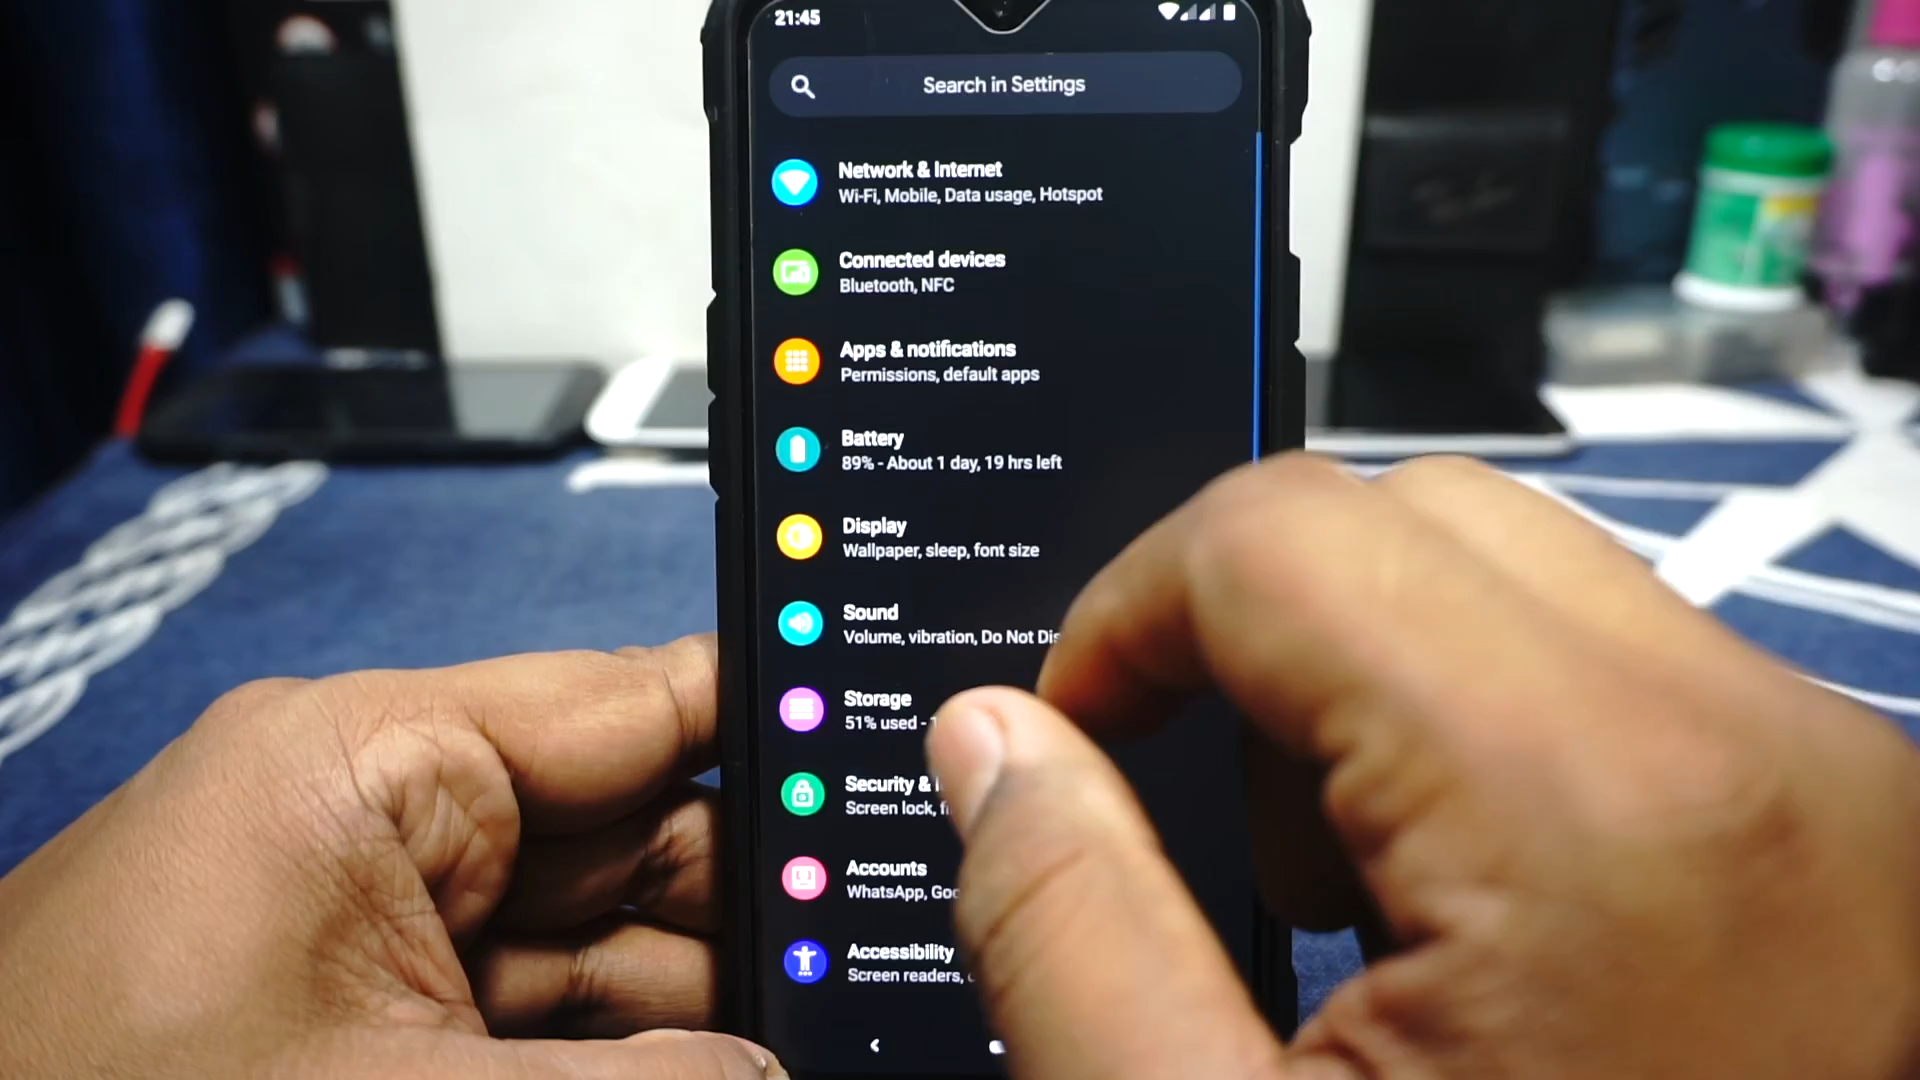 21:45
Search in Settings
Network & Internet
Wi-Fi, Mobile, Data usage, Hotspot
Connected devices
Bluetooth, NFC
Apps & notifications
Permissions, default apps
Battery
89% - About 1 day, 19 hrs left
Display
Wallpaper, sleep, font size
Sound
Volume, vibration, Do Not
Storage
51% used -
Security &
Screen lock,
Accounts
WhatsApp,
Accessibility
Screen readers,